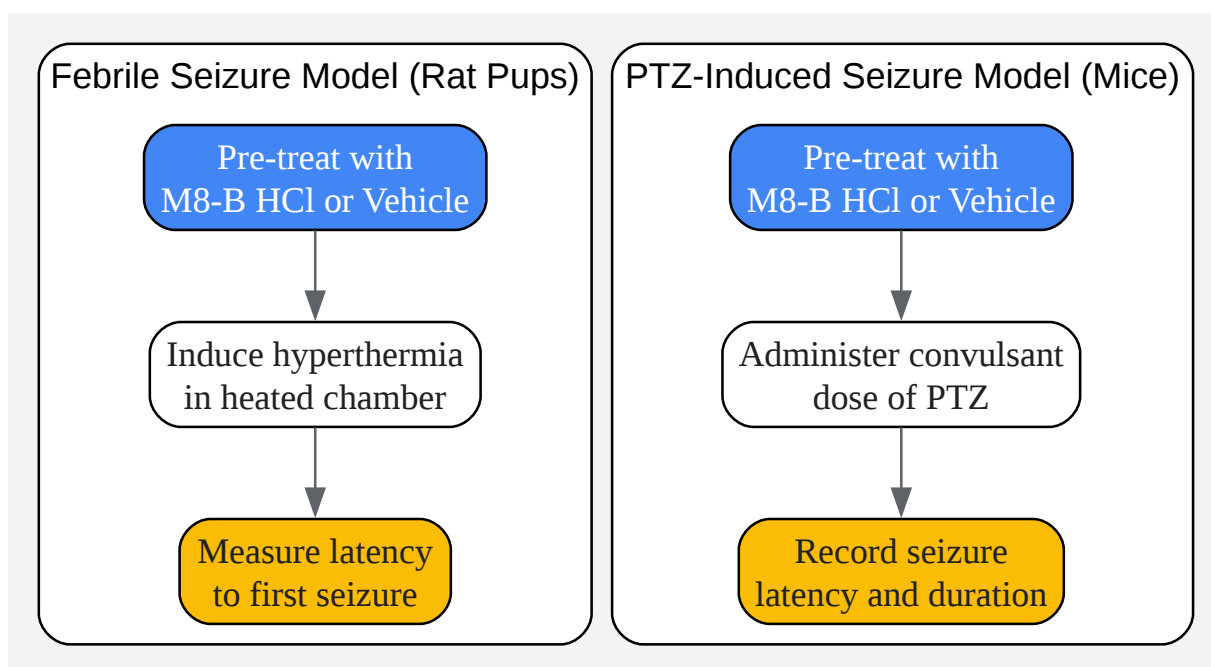 Febrile Seizure Model (Rat Pups)
Pre-treat with
M8-B HCl or Vehicle
Induce hyperthermia
in heated chamber
Measure latency
to first seizure
PTZ-Induced Seizure Model (Mice)
Pre-treat with
M8-B HCl or Vehicle
Administer convulsant
dose of PTZ
Record seizure
latency and duration